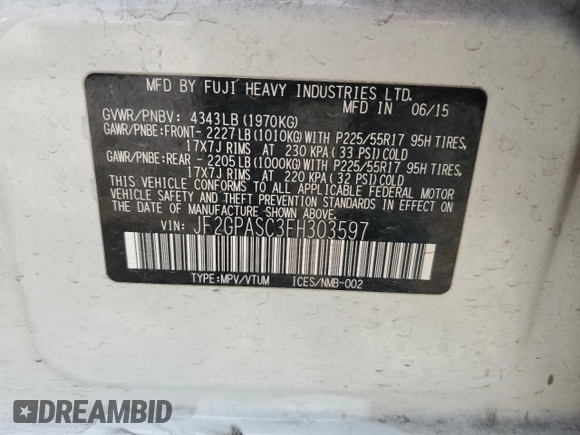 MFD BY FUJI HEAVY INDUSTRIES LTD.
MFD IN 06/15
GVWR/PNBV: 4343LB (1970KG)
GAWR/PNBE:FRONT- 2227LB (1010KG) WITH P225/55R17 95H TIRES,
17X7J RIMS AT 230 KPA (33 PSI) COLD
GAWR/PNBE:REAR - 2205LB (1000KG) WITH P225/55R17 95H TIRES,
17X7J RIMS AT 220 KPA (32 PSI) COLD
THIS VEHICLE CONFORMS TO ALL APPLICABLE FEDERAL MOTOR
VEHICLE SAFETY AND THEFT PREVENTION STANDARDS IN EFFECT
ON THE DATE OF MANUFACTURE SHOWN ABOVE.
VIN: JF2GPASC3FH303597
TYPE:MPV/VTUM ICES/NMB-002
DREAMBID